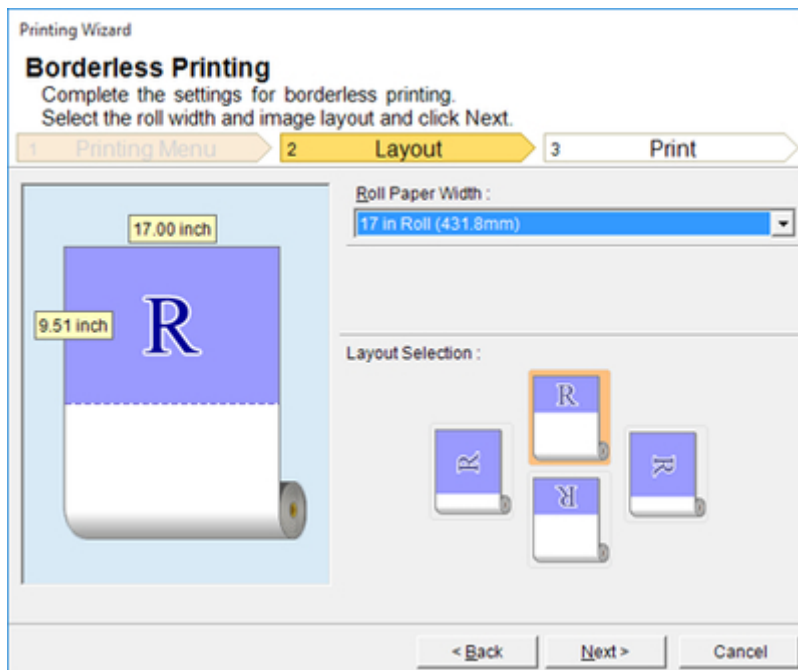 Printing Wizard
Borderless Printing
Complete the settings for borderless printing.
Select the roll width and image layout and click Next.
1 Printing Menu 2 Layout 3 Print
Roll Paper Width :
17 in Roll (431.8mm)
17.00 inch
R
9.51 inch
Layout Selection :
R
R
R
R
< Back Next > Cancel